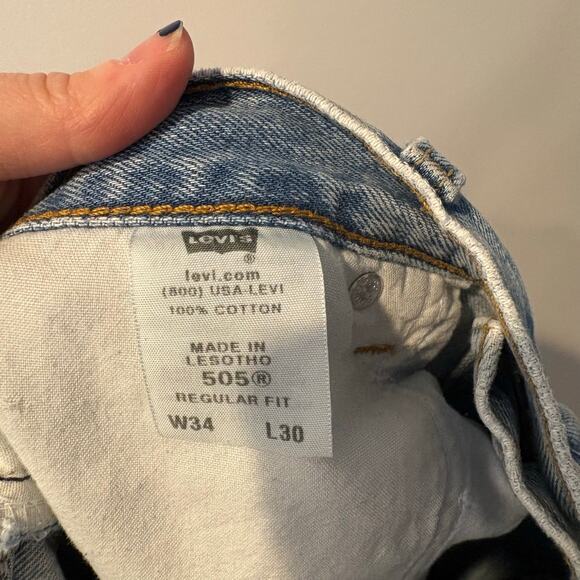 LEVI'S
®
levi.com
(800) USA-LEVI
100% COTTON
MADE IN
LESOTHO
505®
REGULAR FIT
W34 L30